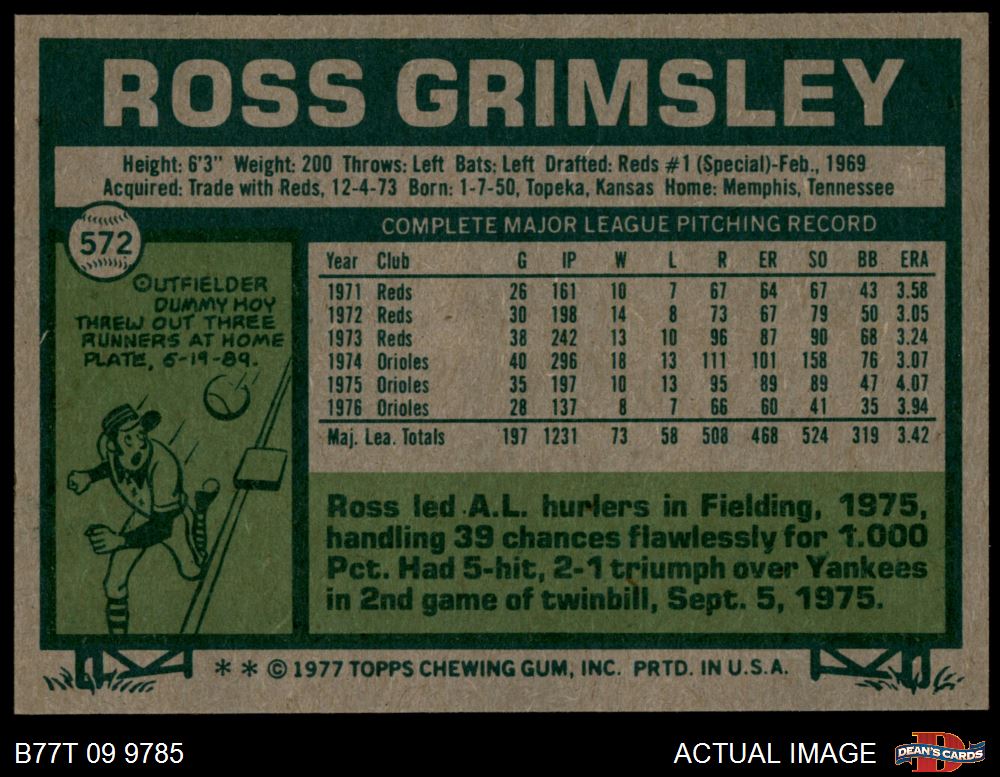 ROSS GRIMSLEY
Height: 6'3" Weight: 200 Throws: Left Bats: Left Drafted: Reds #1 (Special)-Feb., 1969
Acquired: Trade with Reds, 12-4-73 Born: 1-7-50, Topeka, Kansas Home: Memphis, Tennessee
572
OUTFIELDER
DUMMY HOY
THREW OUT THREE
RUNNERS AT HOME
PLATE, 6-19-89.
COMPLETE MAJOR LEAGUE PITCHING RECORD
Year Club G IP W L R ER SO BB ERA
1971 Reds 26 161 10 7 67 64 67 43 3.58
1972 Reds 30 198 14 8 73 67 79 50 3.05
1973 Reds 38 242 13 10 96 87 90 68 3.24
1974 Orioles 40 296 18 13 111 101 158 76 3.07
1975 Orioles 35 197 10 13 95 89 89 47 4.07
1976 Orioles 28 137 8 7 66 60 41 35 3.94
Maj. Lea. Totals 197 1231 73 58 508 468 524 319 3.42
Ross led A.L. hurlers in Fielding, 1975,
handling 39 chances flawlessly for 1.000
Pct. Had 5-hit, 2-1 triumph over Yankees
in 2nd game of twinbill, Sept. 5, 1975.
* * © 1977 TOPPS CHEWING GUM, INC. PRTD. IN U.S.A.
B77T 09 9785
ACTUAL IMAGE
DEAN'S CARDS